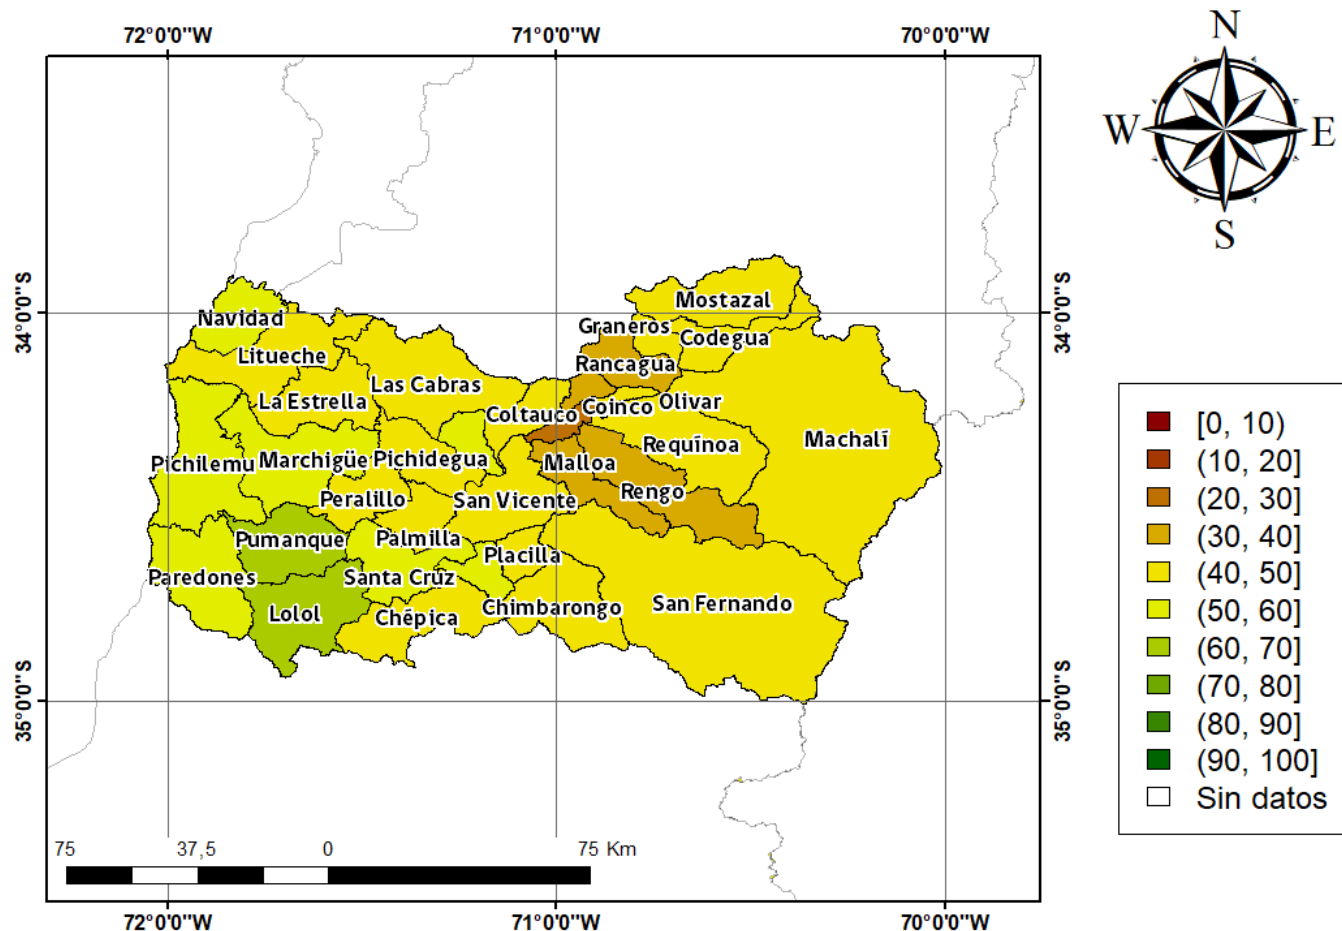 72°0'0"W
71°0'0"W
70°0'0"W
N
W
E
S
34°0'0"S
34°0'0"S
Mostazal
Navidad
Graneros
Codegua
Litueche
Rancagua
Las Cabras
La Estrella
Coltauco
Coinco
Olivar
Requínoa
Machalí
Pichilemu
Marchigüe
Pichidegua
Malloa
Rengo
Peralillo
San Vicente
Pumanque
Palmilla
Placilla
Paredones
Santa Cruz
Lolol
Chépica
Chimbarongo
San Fernando
35°0'0"S
35°0'0"S
[0, 10)
(10, 20]
(20, 30]
(30, 40]
(40, 50]
(50, 60]
(60, 70]
(70, 80]
(80, 90]
(90, 100]
Sin datos
75 37,5 0 75 Km
72°0'0"W
71°0'0"W
70°0'0"W